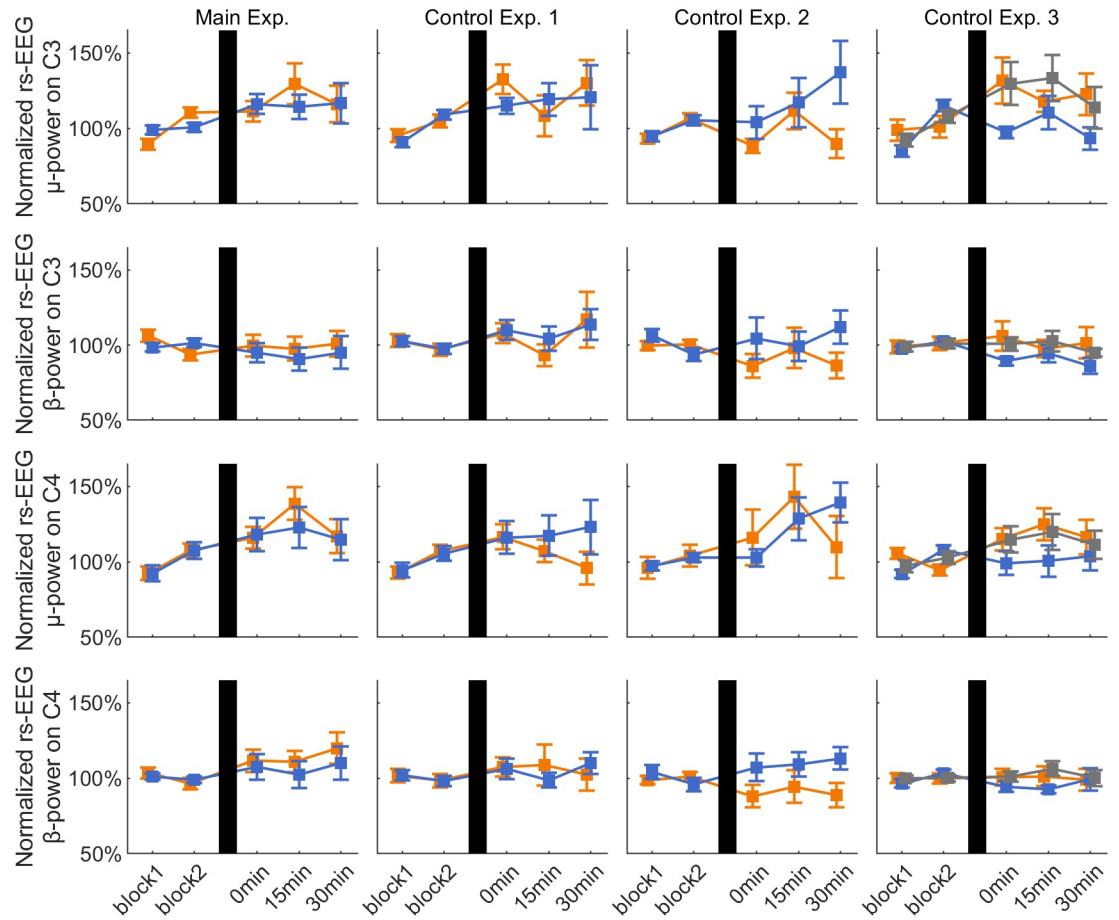 Main Exp. Control Exp. 1 Control Exp. 2 Control Exp. 3
Normalized rs-EEG
μ-power on C3
150%
100%
50%
Normalized rs-EEG
β-power on C3
150%
100%
50%
Normalized rs-EEG
μ-power on C4
150%
100%
50%
Normalized rs-EEG
β-power on C4
150%
100%
50%
block1 block2 0min 15min 30min block1 block2 0min 15min 30min block1 block2 0min 15min 30min block1 block2 0min 15min 30min